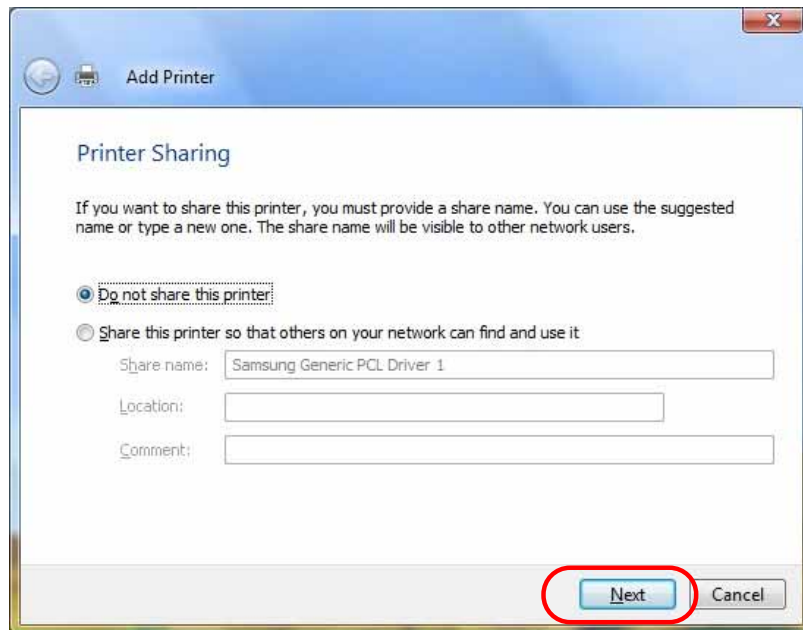 Add Printer
Printer Sharing
If you want to share this printer, you must provide a share name. You can use the suggested
name or type a new one. The share name will be visible to other network users.
Do not share this printer
Share this printer so that others on your network can find and use it
Share name: Samsung Generic PCL Driver 1
Location:
Comment:
Next Cancel